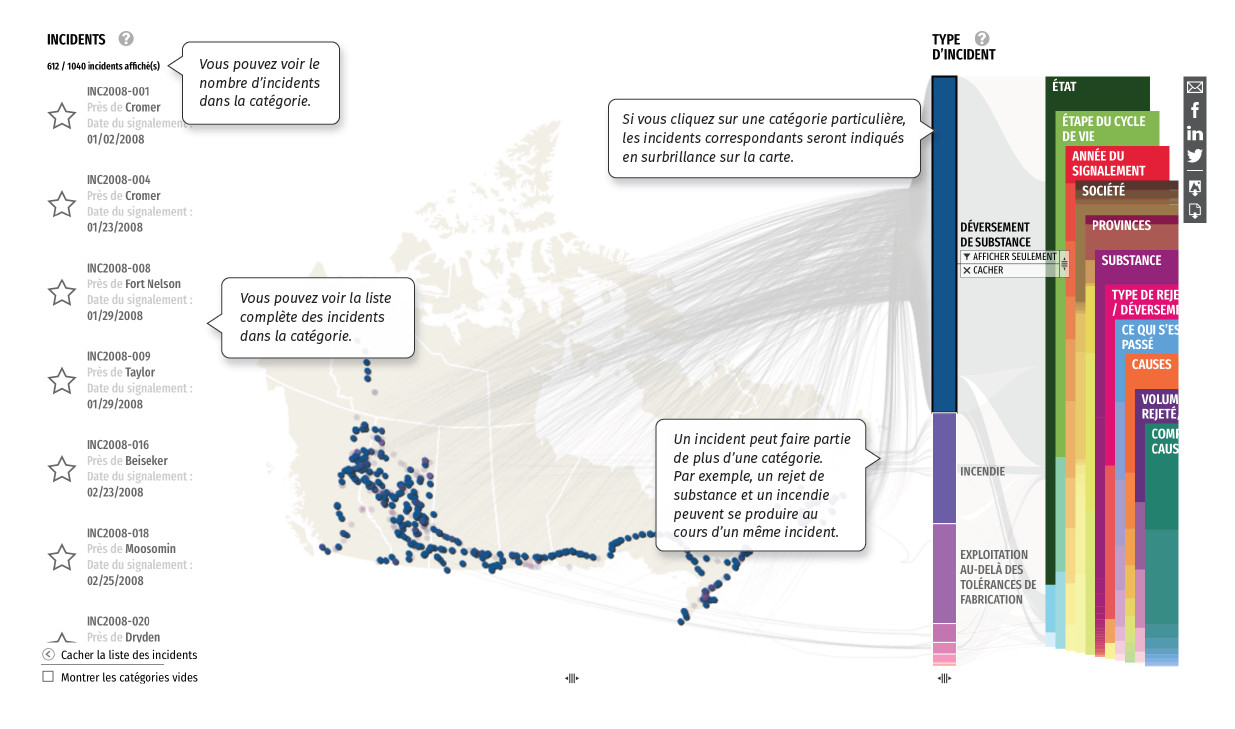 INCIDENTS ?
612 / 1040 incidents affiché(s)
Vous pouvez voir le
nombre d'incidents
dans la catégorie.
INC2008-001
Près de Cromer
Date du signalement
01/02/2008
INC2008-004
Près de Cromer
Date du signalement :
01/23/2008
INC2008-008
Près de Fort Nelson
Date du signalement :
01/29/2008
INC2008-009
Près de Taylor
Date du signalement :
01/29/2008
INC2008-016
Près de Beiseker
Date du signalement :
02/23/2008
INC2008-018
Près de Moosomin
Date du signalement :
02/25/2008
INC2008-020
Près de Dryden
Cacher la liste des incidents
Montrer les catégories vides
Vous pouvez voir la liste
complète des incidents
dans la catégorie.
Si vous cliquez sur une catégorie particulière,
les incidents correspondants seront indiqués
en surbrillance sur la carte.
Un incident peut faire partie
de plus d'une catégorie.
Par exemple, un rejet de
substance et un incendie
peuvent se produire au
cours d'un même incident.
TYPE ?
D'INCIDENT
DÉVERSEMENT
DE SUBSTANCE
AFFICHER SEULEMENT
CACHER
INCENDIE
EXPLOITATION
AU-DELÀ DES
TOLÉRANCES DE
FABRICATION
ÉTAT
ÉTAPE DU CYCLE
DE VIE
ANNÉE DU
SIGNALEMENT
SOCIÉTÉ
PROVINCES
SUBSTANCE
TYPE DE REJE
/ DÉVERSEM
CE QUI S'ES
PASSÉ
CAUSES
VOLUM
REJETÉ
COMP
CAUS